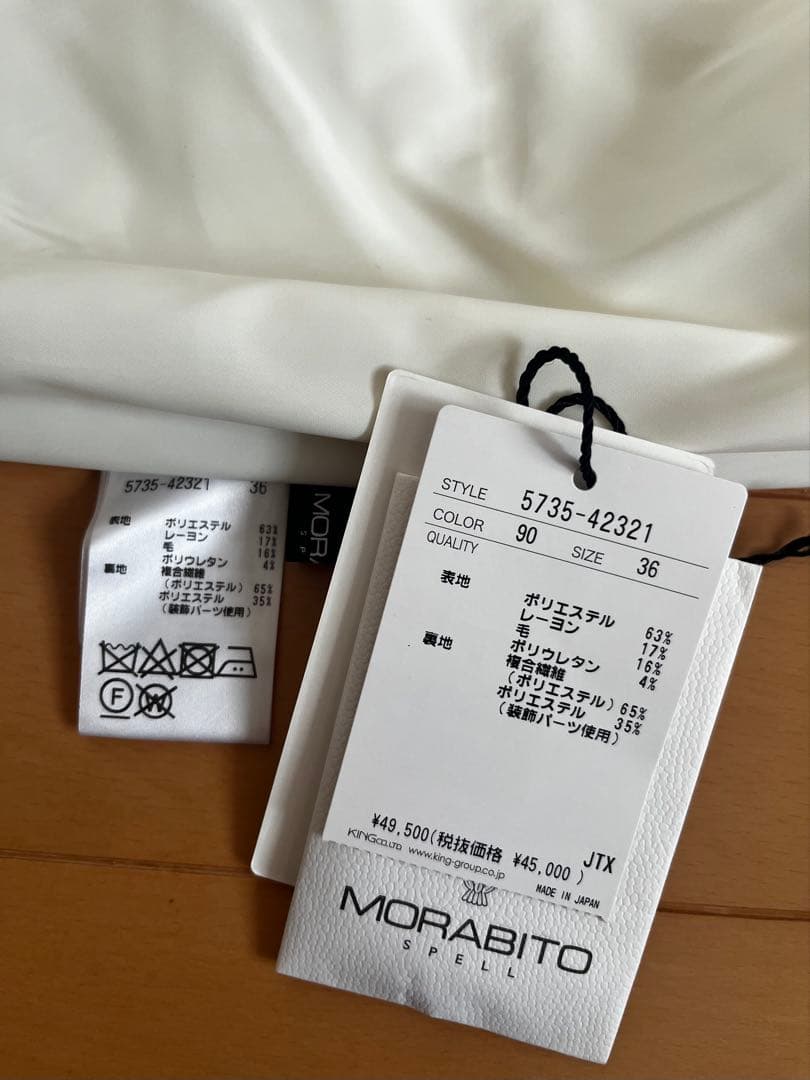 5735-42321 36
表地 ポリエステル 63%
レーヨン 17%
毛 16%
ポリウレタン 4%
裏地 複合繊維
(ポリエステル) 65%
ポリエステル 35%
(装飾パーツ使用)
F
W
MOR
SP
STYLE 5735-42321
COLOR 90 SIZE 36
QUALITY
表地 ポリエステル 63%
レーヨン 17%
毛 16%
ポリウレタン 4%
裏地 複合繊維
(ポリエステル) 65%
ポリエステル 35%
(装飾パーツ使用)
¥49,500(税抜価格 ¥45,000) JTX
KING CO.LTD www.king-group.co.jp MADE IN JAPAN
MORABITO
SPELL